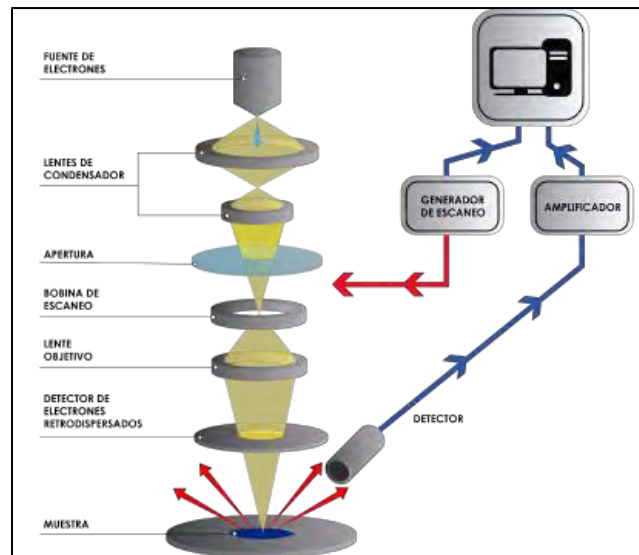 FUENTE DE
ELECTRONES
LENTES DE
CONDENSADOR
APERTURA
BOBINA DE
ESCANEO
LENTE
OBJETIVO
DETECTOR DE
ELECTRONES
RETRODISPERSADOS
MUESTRA
GENERADOR
DE ESCANEO
AMPLIFICADOR
DETECTOR